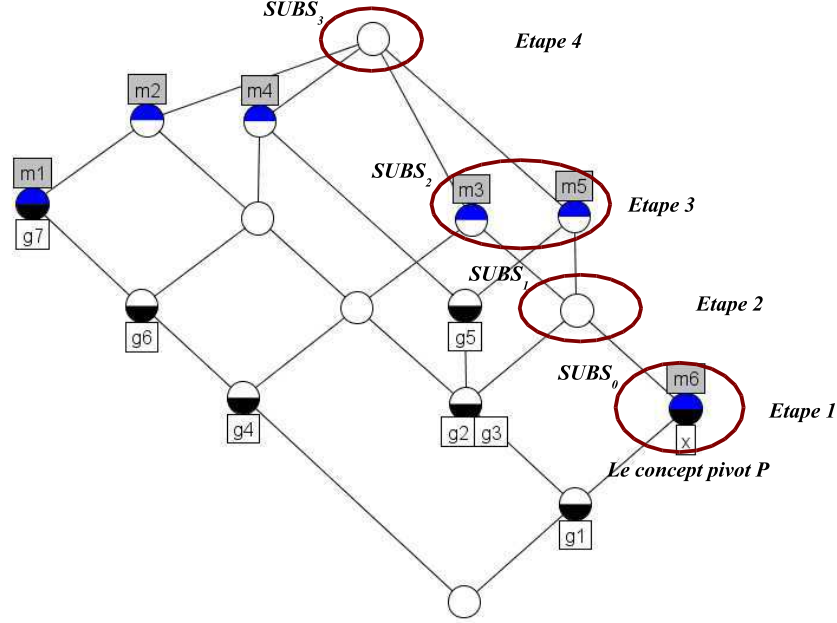 SUBS3
Etape 4
m2
m4
m1
SUBS2
m3
m5
Etape 3
g7
SUBS1
Etape 2
g6
g5
SUBS0
m6
Etape 1
g4
g2
g3
x
Le concept pivot P
g1